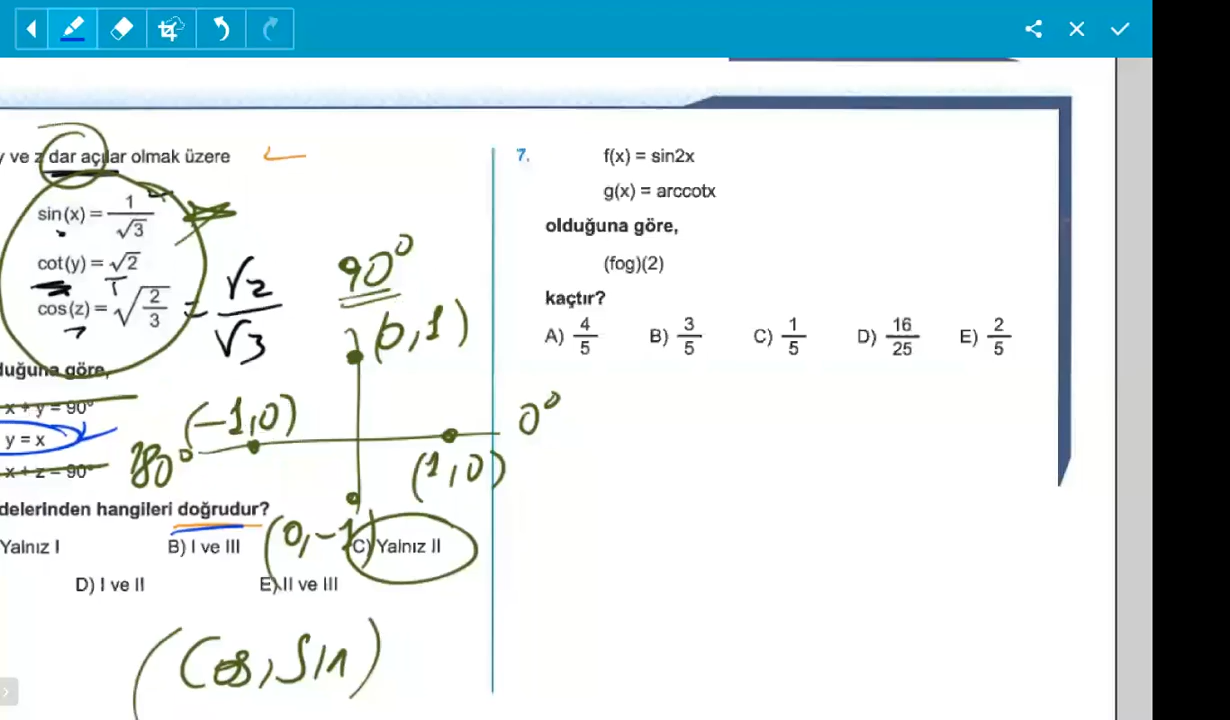 y ve z dar açılar olmak üzere
sin(x) = 1/√3
cot(y) = √2
1
cos(z) = √(2/3) = √2/√3
duğuna göre,
x + y = 90°
y = x
x + z = 90°
delerinden hangileri doğrudur?
Yalnız I
B) I ve III
C) Yalnız II
D) I ve II
E) II ve III
90°
(0,1)
(-1,0)
180°
0°
(1,0)
(0,-1)
(Cos, Sin)
7.
f(x) = sin2x
g(x) = arccotx
olduğuna göre,
(fog)(2)
kaçtır?
A) 4/5 B) 3/5 C) 1/5 D) 16/25 E) 2/5